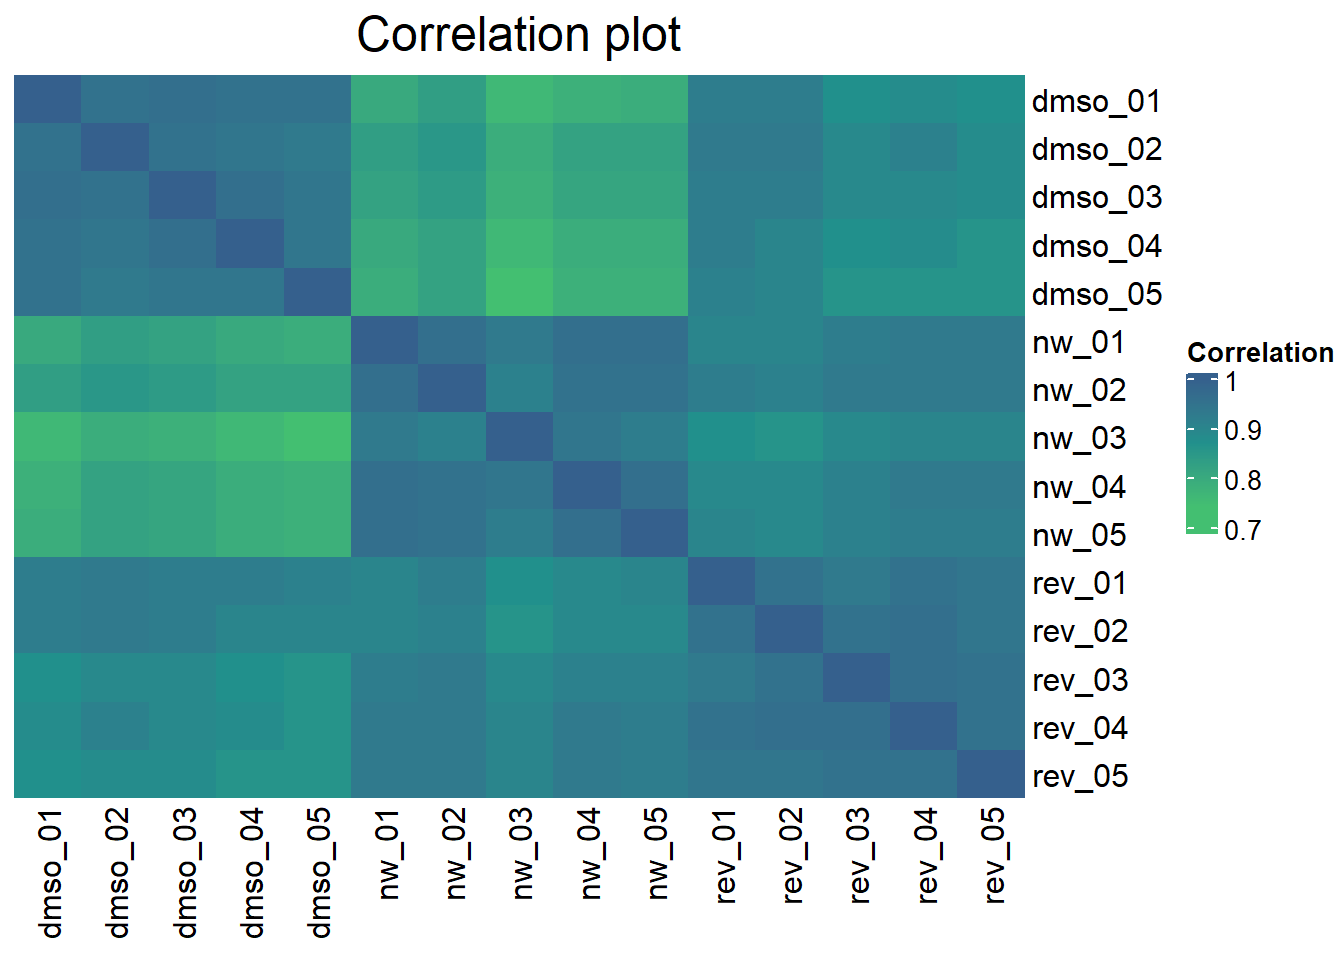 Correlation plot
dmso_01
dmso_02
dmso_03
dmso_04
dmso_05
nw_01
nw_02
nw_03
nw_04
nw_05
rev_01
rev_02
rev_03
rev_04
rev_05
Correlation
1
0.9
0.8
0.7
dmso_01
dmso_02
dmso_03
dmso_04
dmso_05
nw_01
nw_02
nw_03
nw_04
nw_05
rev_01
rev_02
rev_03
rev_04
rev_05